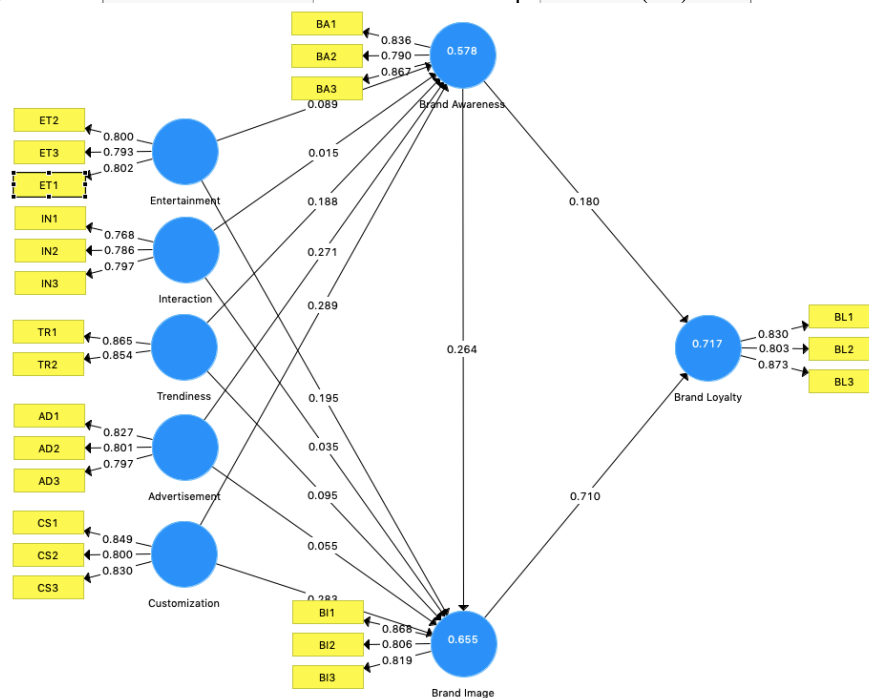 BA1
0.836
BA2
0.790
BA3
0.867
0.578
Brand Awareness
0.089
ET2
0.800
ET3
0.793
ET1
0.802
Entertainment
0.015
IN1
0.768
IN2
0.786
IN3
0.797
Interaction
0.188
0.180
0.271
0.289
TR1
0.865
TR2
0.854
Trendiness
0.264
0.717
Brand Loyalty
BL1
0.830
BL2
0.803
BL3
0.873
AD1
0.827
AD2
0.801
AD3
0.797
Advertisement
0.195
0.035
0.095
0.055
0.710
CS1
0.849
CS2
0.800
CS3
0.830
Customization
0.283
BI1
0.868
BI2
0.806
BI3
0.819
0.655
Brand Image